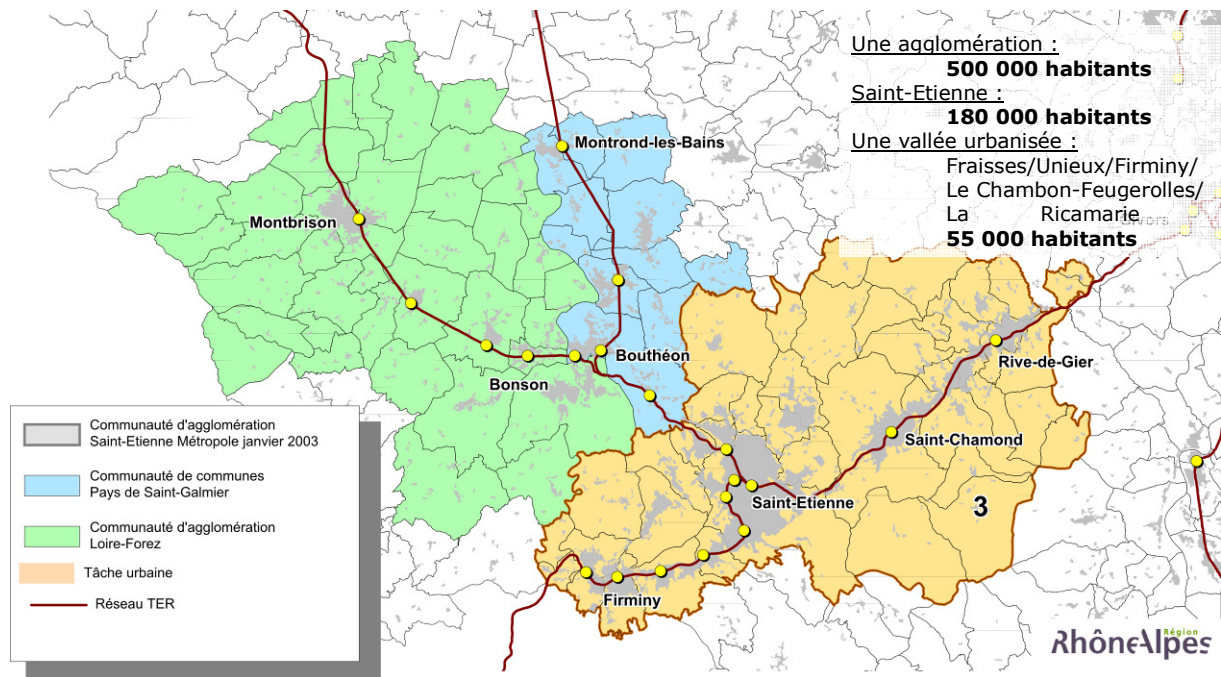 Une agglomération :
500 000 habitants
Saint-Etienne :
180 000 habitants
Une vallée urbanisée :
Fraisses/Unieux/Firminy/
Le Chambon-Feugerolles/
La Ricamarie
55 000 habitants
Montrond-les-Bains
Montbrison
Bouthéon
Bonson
Rive-de-Gier
Saint-Chamond
Saint-Etienne
3
Firminy
Communauté d'agglomération
Saint-Etienne Métropole janvier 2003
Communauté de communes
Pays de Saint-Galmier
Communauté d'agglomération
Loire-Forez
Tâche urbaine
Réseau TER
Région
RhôneAlpes